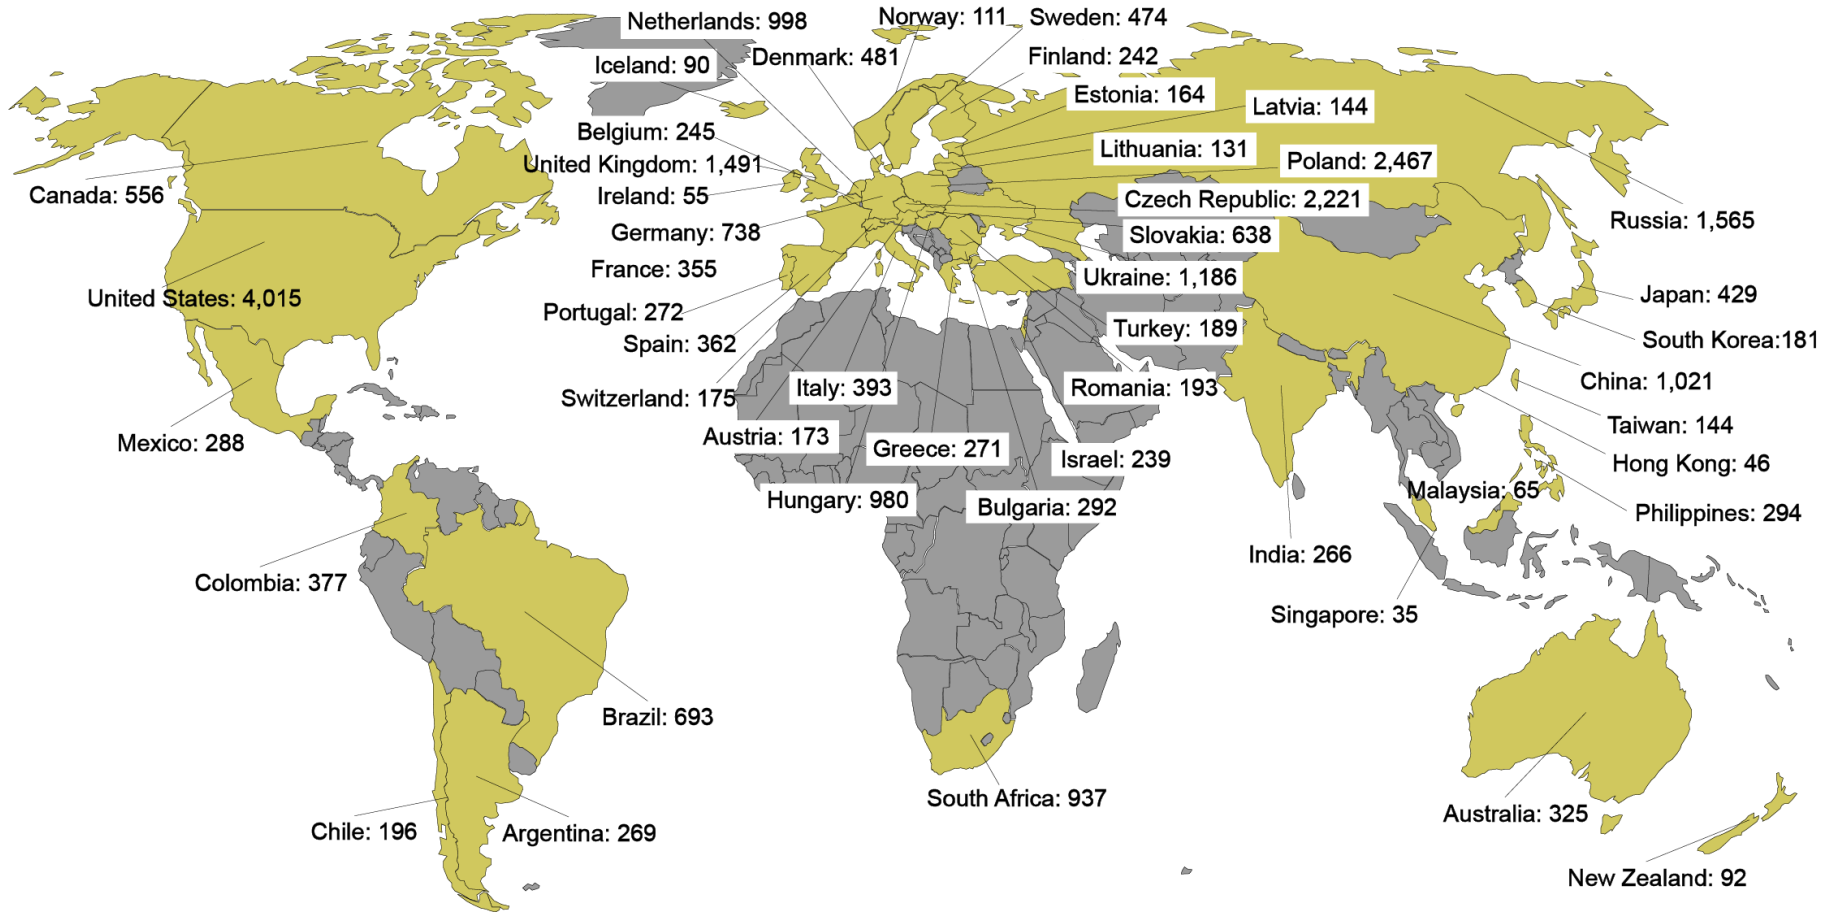 Netherlands: 998
Norway: 111
Sweden: 474
Denmark: 481
Finland: 242
Iceland: 90
Estonia: 164
Latvia: 144
Belgium: 245
Lithuania: 131
United Kingdom: 1,491
Poland: 2,467
Canada: 556
Ireland: 55
Czech Republic: 2,221
Russia: 1,565
Germany: 738
Slovakia: 638
France: 355
Ukraine: 1,186
United States: 4,015
Japan: 429
Portugal: 272
Turkey: 189
South Korea:181
Spain: 362
China: 1,021
Italy: 393
Romania: 193
Switzerland: 175
Taiwan: 144
Mexico: 288
Austria: 173
Greece: 271
Israel: 239
Hong Kong: 46
Malaysia: 65
Hungary: 980
Bulgaria: 292
Philippines: 294
India: 266
Colombia: 377
Singapore: 35
Brazil: 693
South Africa: 937
Australia: 325
Chile: 196
Argentina: 269
New Zealand: 92